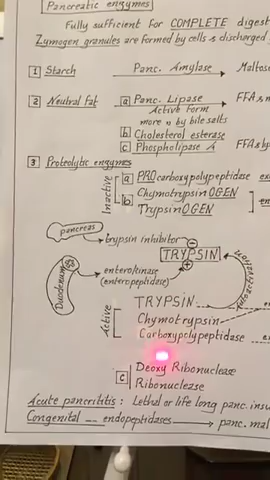 Pancreatic enzymes
Fully sufficient for COMPLETE digest
Zymogen granules are formed by cells & discharged
1 Starch Panc. Amylase Maltos
2 Neutral fat a Panc. Lipase FFA &
Active form
more n by bile salts
b Cholesterol esterase
c Phospholipase A FFA &
3 Proteolytic enzymes
Inactive a PROcarboxypolypeptidase
b ChymotrypsinOGEN
TrypsinOGEN
pancreas trypsin inhibitor
TRYPSIN
Duodenum enterokinase
(enteropeptidase)
Autoactivation
TRYPSIN
Active Chymotrypsin
Carboxypolypeptidase
c Deoxy Ribonuclease
Ribonuclease
Acute pancreatitis : Lethal or life long panc. insu
Congenital endopeptidases panc. mal